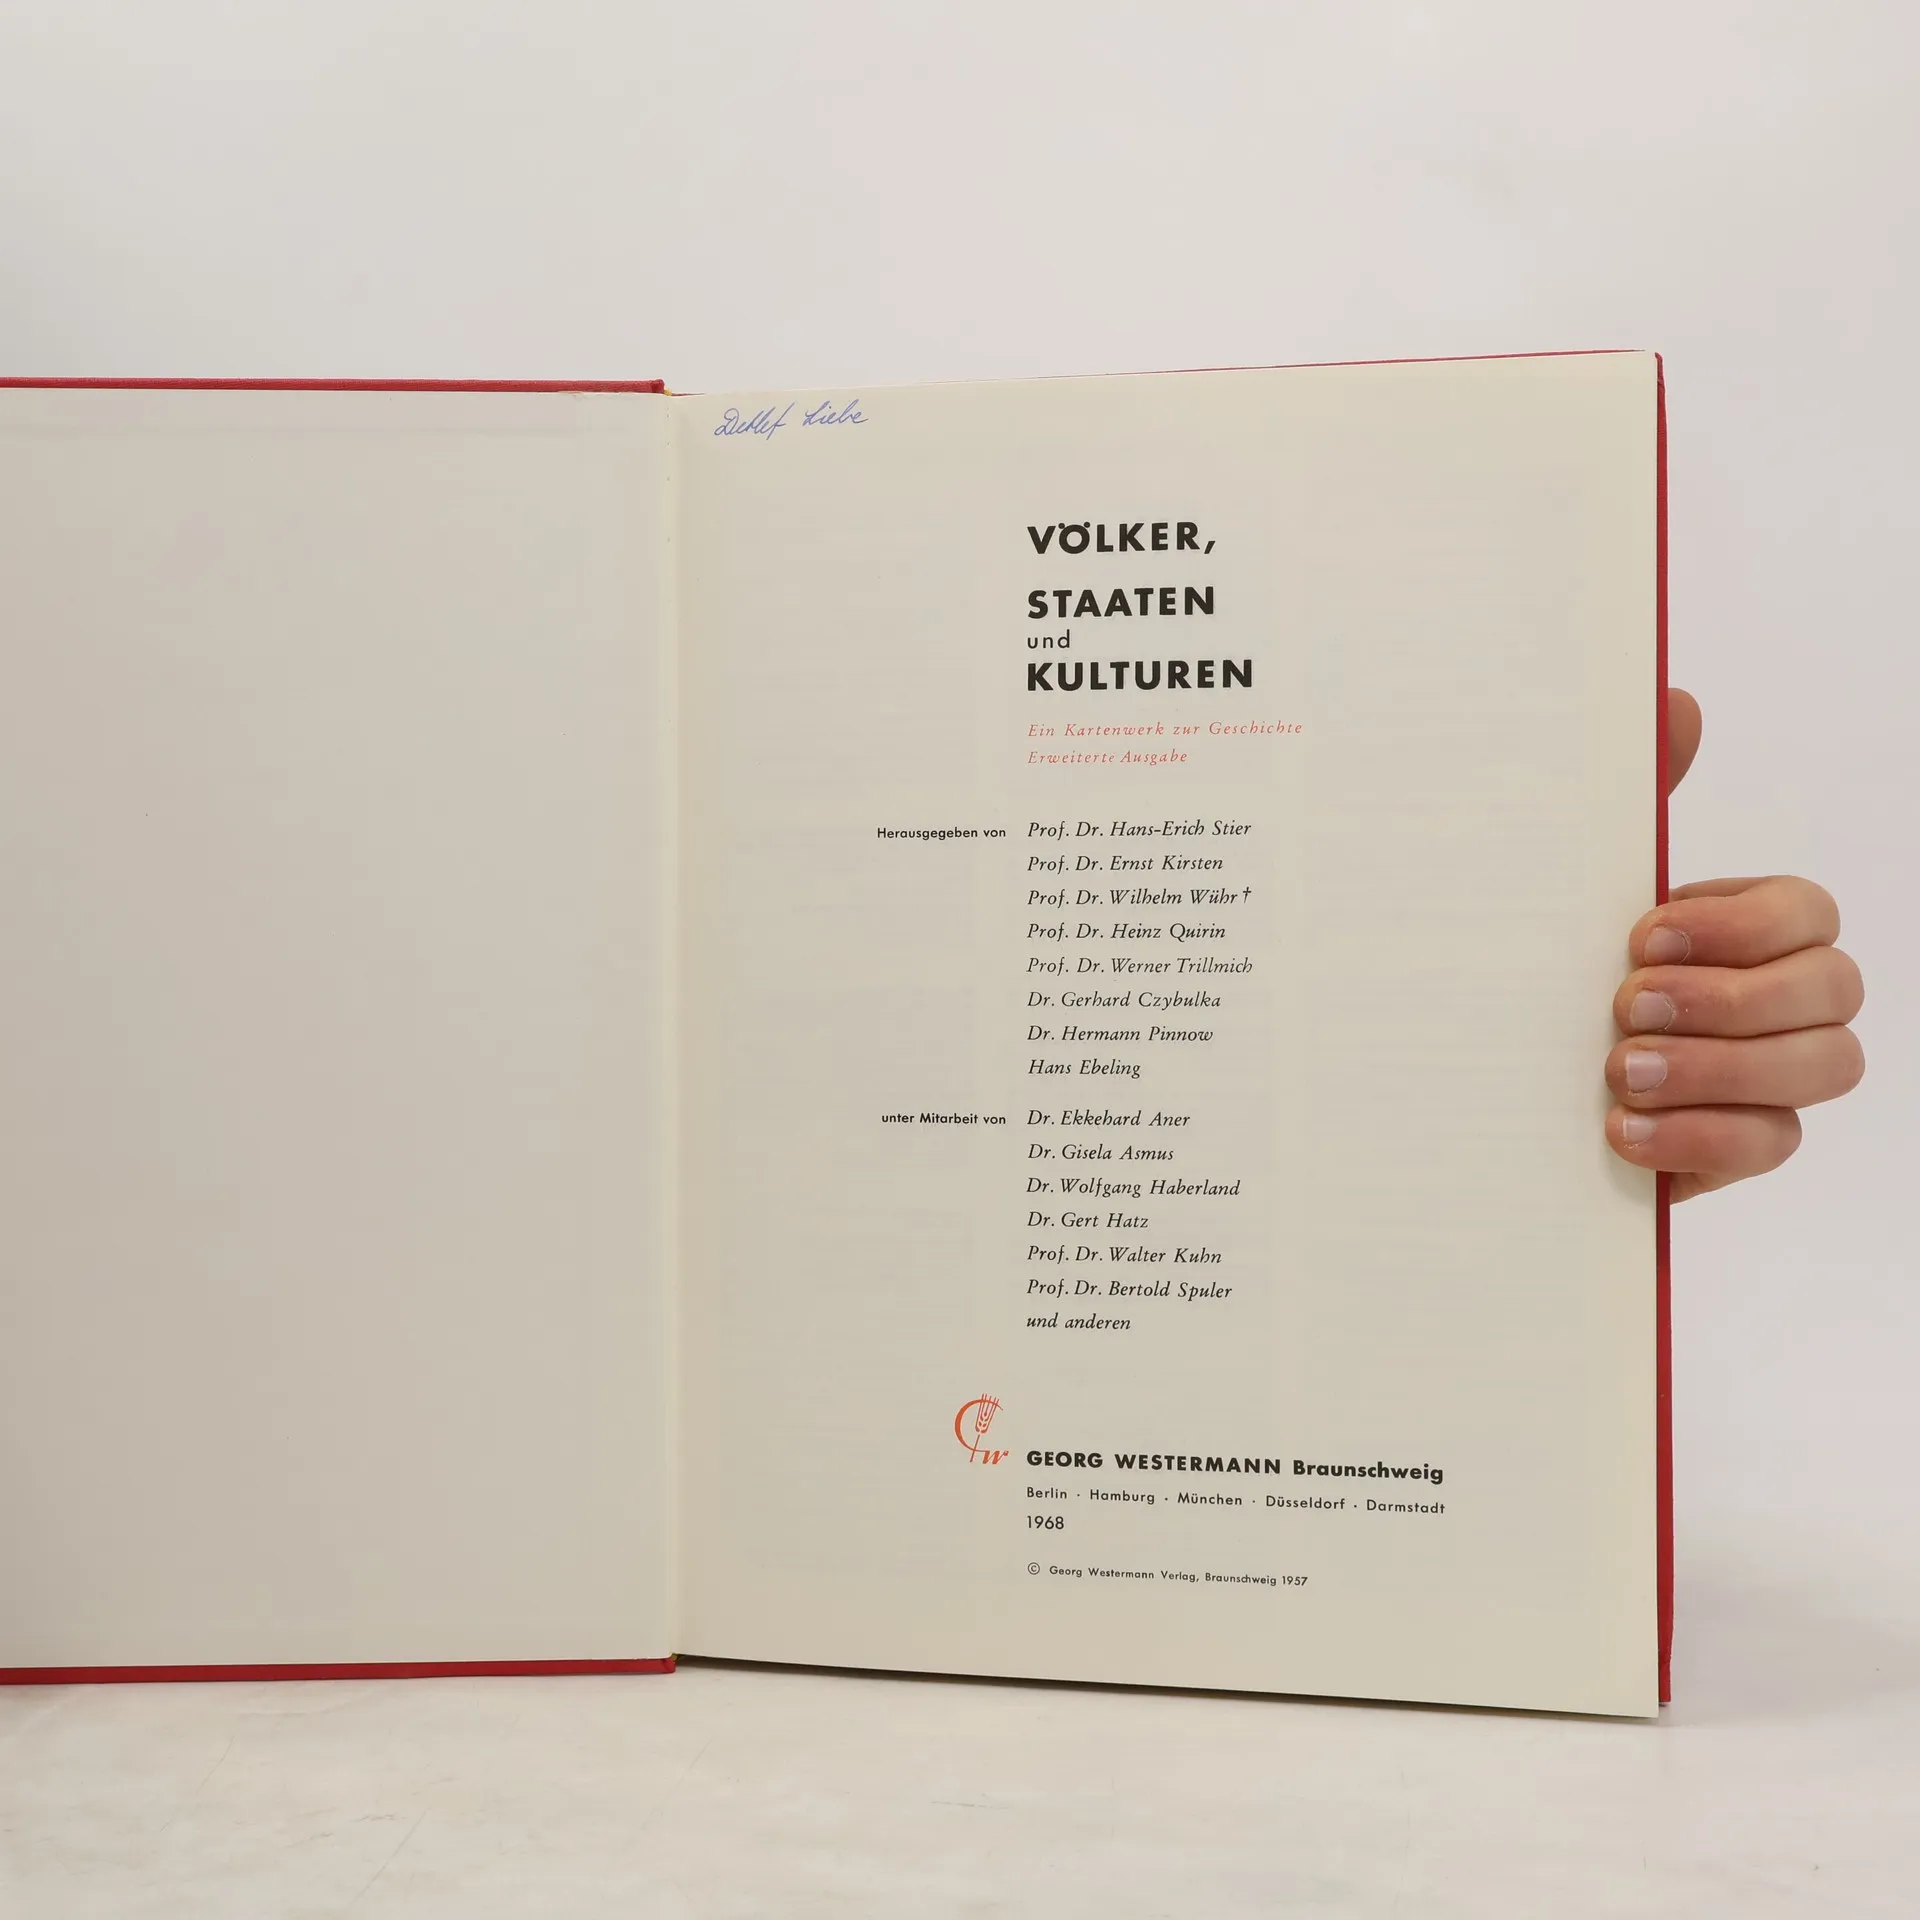 Detlef Liebe
VÖLKER,
STAATEN
und
KULTUREN
Ein Kartenwerk zur Geschichte
Erweiterte Ausgabe
Herausgegeben von Prof. Dr. Hans-Erich Stier
Prof. Dr. Ernst Kirsten
Prof. Dr. Wilhelm Wühr †
Prof. Dr. Heinz Quirin
Prof. Dr. Werner Trillmich
Dr. Gerhard Czybulka
Dr. Hermann Pinnow
Hans Ebeling
unter Mitarbeit von Dr. Ekkehard Aner
Dr. Gisela Asmus
Dr. Wolfgang Haberland
Dr. Gert Hatz
Prof. Dr. Walter Kuhn
Prof. Dr. Bertold Spuler
und anderen
GW GEORG WESTERMANN Braunschweig
Berlin · Hamburg · München · Düsseldorf · Darmstadt
1968
© Georg Westermann Verlag, Braunschweig 1957